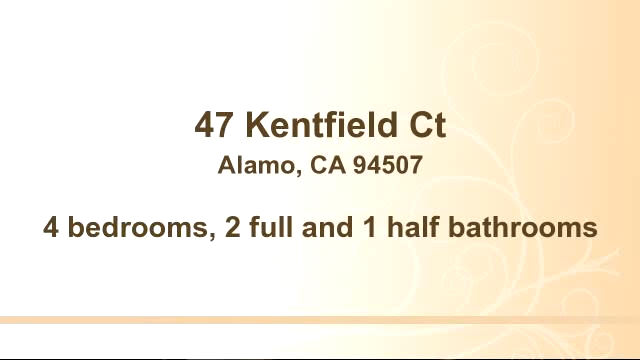 47 Kentfield Ct
Alamo, CA 94507
4 bedrooms, 2 full and 1 half bathrooms